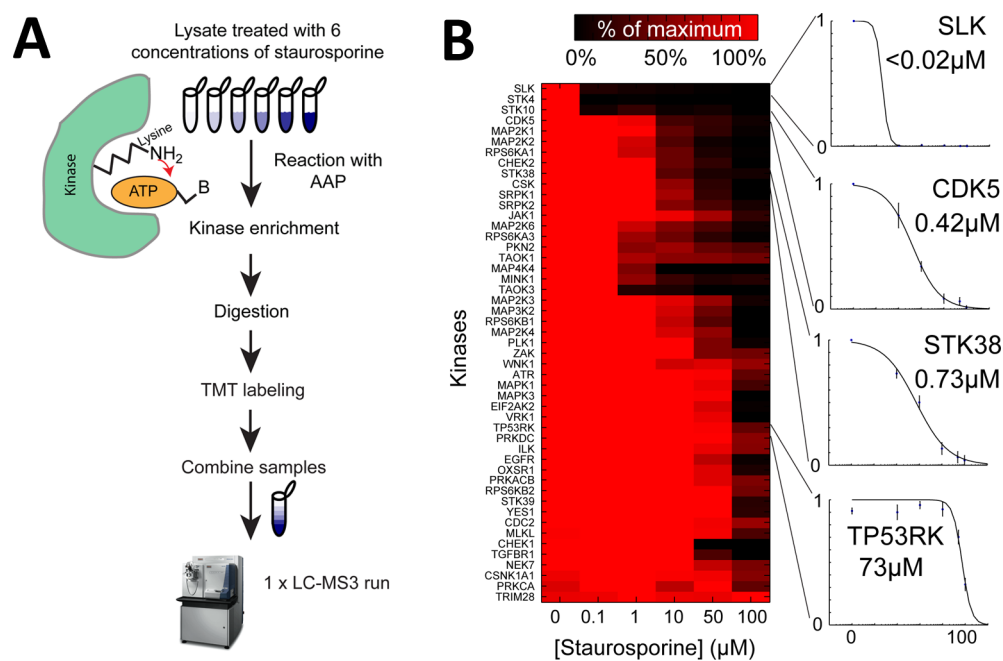 A
Lysate treated with 6
concentrations of staurosporine
Lysine
NH2
Kinase
ATP
B
Reaction with
AAP
Kinase enrichment
Digestion
TMT labeling
Combine samples
1 x LC-MS3 run
B
% of maximum
0% 50% 100%
Kinases
SLK
STK4
STK10
CDK5
MAP2K1
MAP2K2
RPS6KA1
CHEK2
STK38
CSK
SRPK1
SRPK2
JAK1
MAP2K6
RPS6KA3
PKN2
TAOK1
MAP4K4
MINK1
TAOK3
MAP2K3
MAP3K2
RPS6KB1
MAP2K4
PLK1
ZAK
WNK1
ATR
MAPK1
MAPK3
EIF2AK2
VRK1
TP53RK
PRKDC
ILK
EGFR
OXSR1
PRKACB
RPS6KB2
STK39
YES1
CDC2
MLKL
CHEK1
TGFBR1
NEK7
CSNK1A1
PRKCA
TRIM28
0 0.1 1 10 50 100
[Staurosporine] (µM)
1
SLK
<0.02µM
0
1
CDK5
0.42µM
0
1
STK38
0.73µM
0
1
TP53RK
73µM
0
0 100